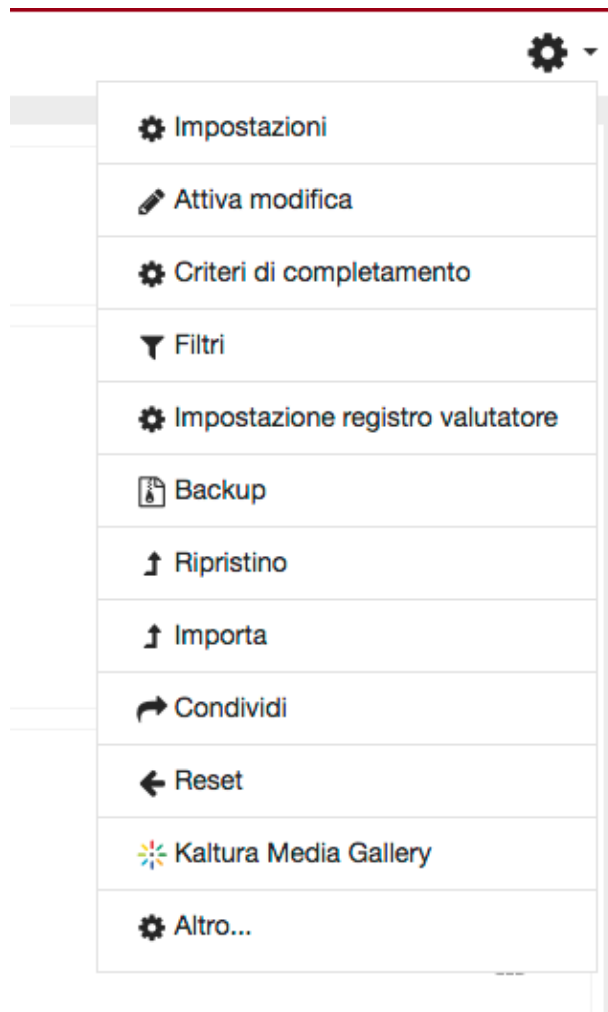 Impostazioni
Attiva modifica
Criteri di completamento
Filtri
Impostazione registro valutatore
Backup
Ripristino
Importa
Condividi
Reset
Kaltura Media Gallery
Altro...